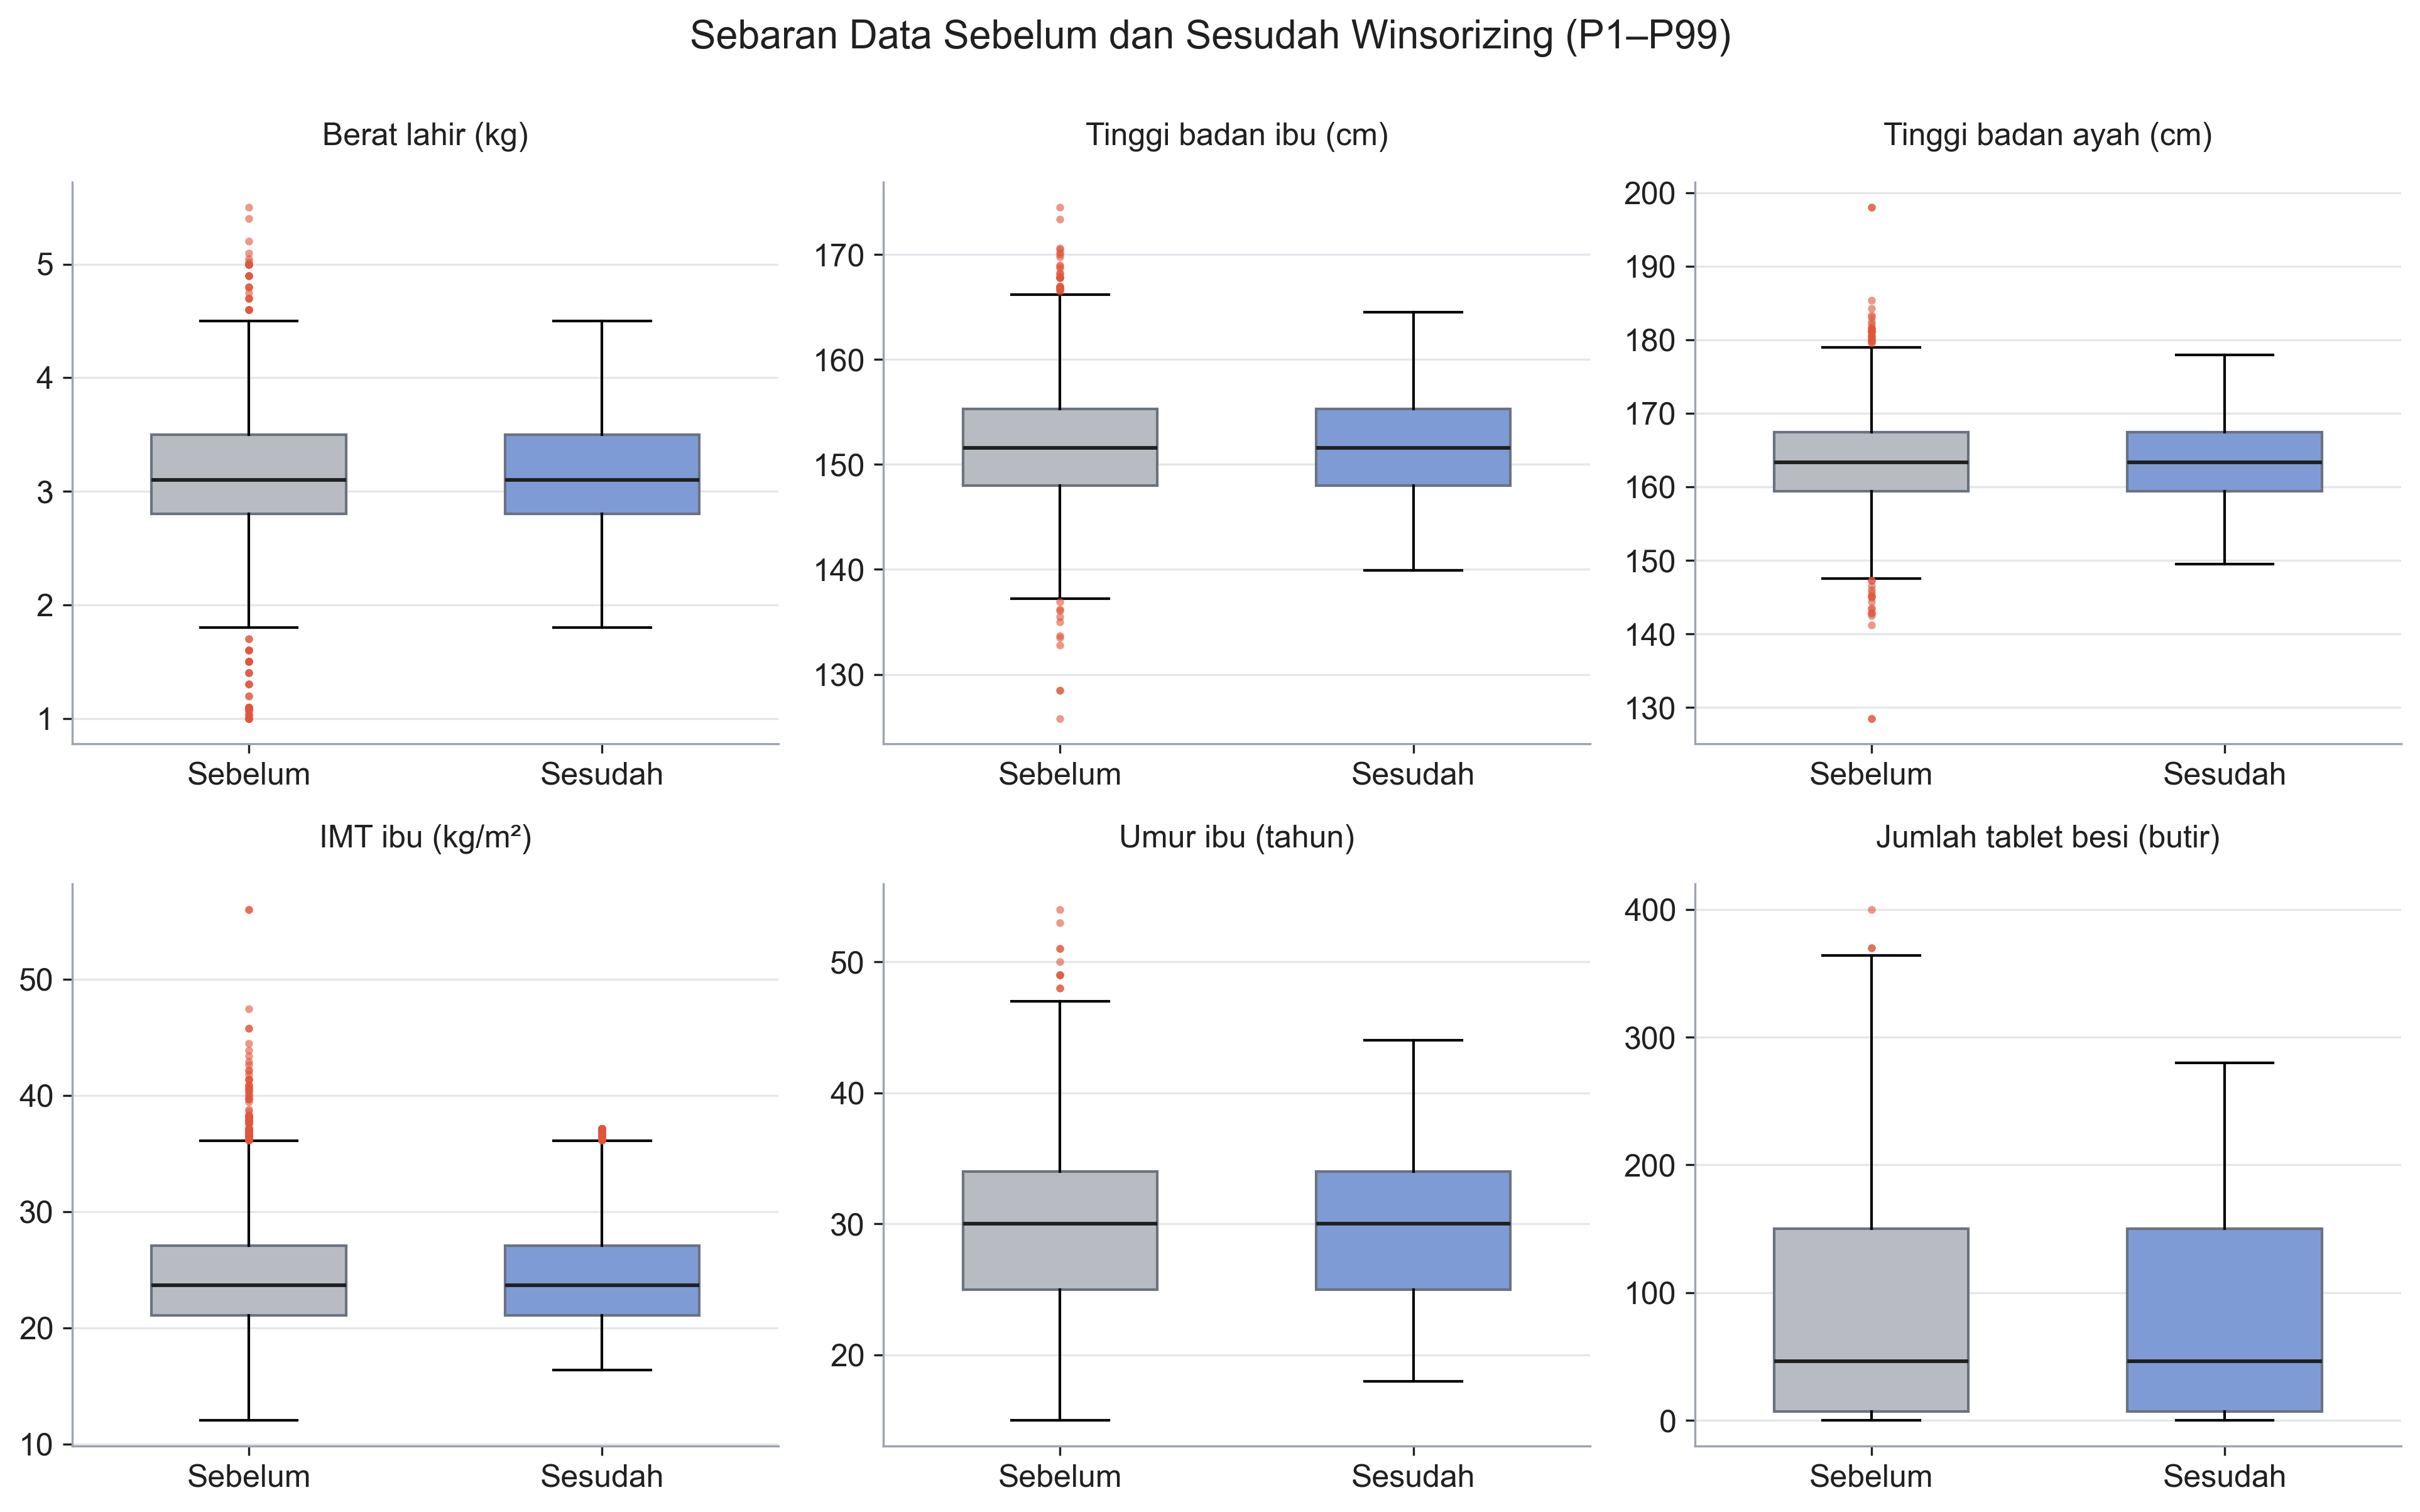 Sebaran Data Sebelum dan Sesudah Winsorizing (P1–P99)
Berat lahir (kg)
5
4
3
2
1
Sebelum
Sesudah
Tinggi badan ibu (cm)
170
160
150
140
130
Sebelum
Sesudah
Tinggi badan ayah (cm)
200
190
180
170
160
150
140
130
Sebelum
Sesudah
IMT ibu (kg/m²)
50
40
30
20
10
Sebelum
Sesudah
Umur ibu (tahun)
50
40
30
20
Sebelum
Sesudah
Jumlah tablet besi (butir)
400
300
200
100
0
Sebelum
Sesudah